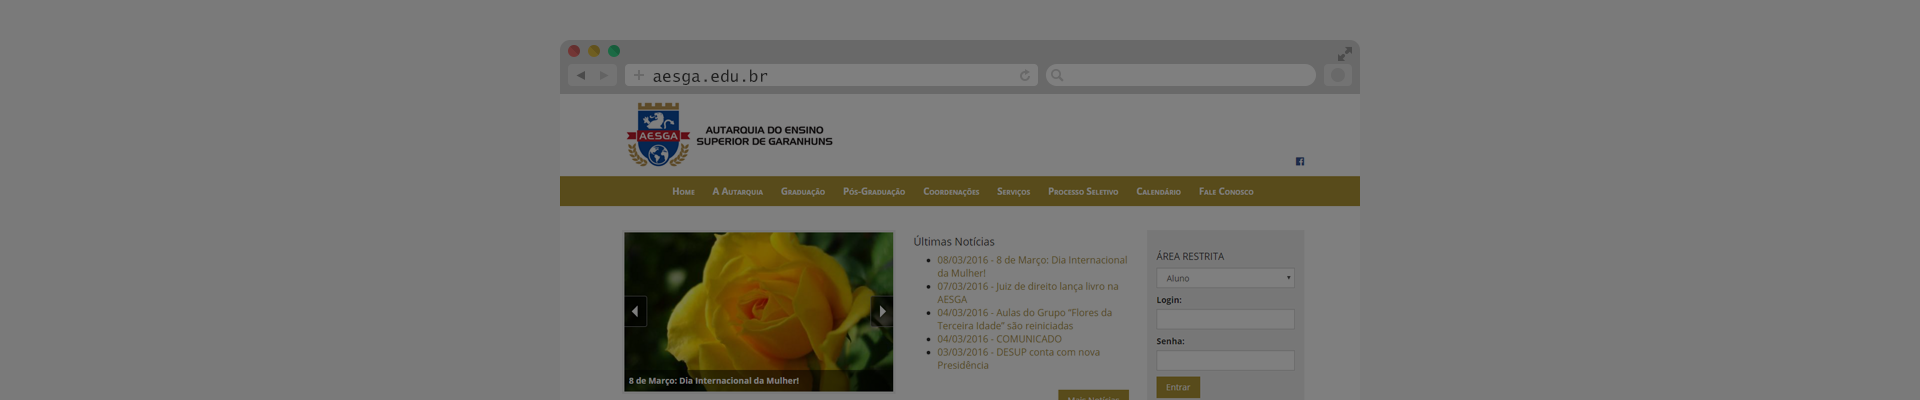 aesga.edu.br
AESGA
AUTARQUIA DO ENSINO
SUPERIOR DE GARANHUNS
Home A Autarquia Graduação Pós-Graduação Coordenações Serviços Processo Seletivo Calendário Fale Conosco
8 de Março: Dia Internacional da Mulher!
Últimas Notícias
08/03/2016 - 8 de Março: Dia Internacional
da Mulher!
07/03/2016 - Juiz de direito lança livro na
AESGA
04/03/2016 - Aulas do Grupo “Flores da
Terceira Idade” são reiniciadas
04/03/2016 - COMUNICADO
03/03/2016 - DESUP conta com nova
Presidência
Mais Notícias
ÁREA RESTRITA
Aluno
Login:
Senha:
Entrar